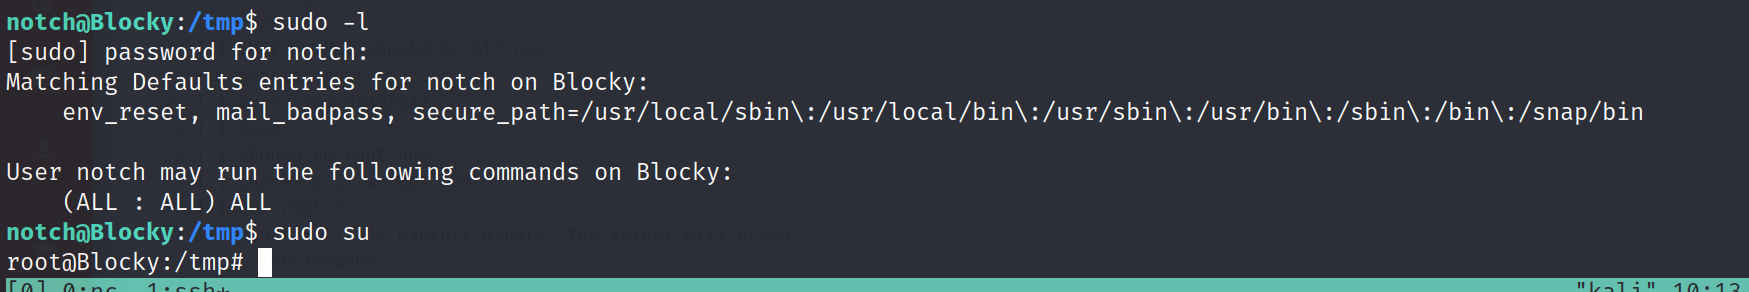 notch@Blocky:/tmp$ sudo -l
[sudo] password for notch:
Matching Defaults entries for notch on Blocky:
    env_reset, mail_badpass, secure_path=/usr/local/sbin\:/usr/local/bin\:/usr/sbin\:/usr/bin\:/sbin\:/bin\:/snap/bin
User notch may run the following commands on Blocky:
    (ALL : ALL) ALL
notch@Blocky:/tmp$ sudo su
root@Blocky:/tmp#
[0] 0:nc 1:ssh* "kali" 10:13